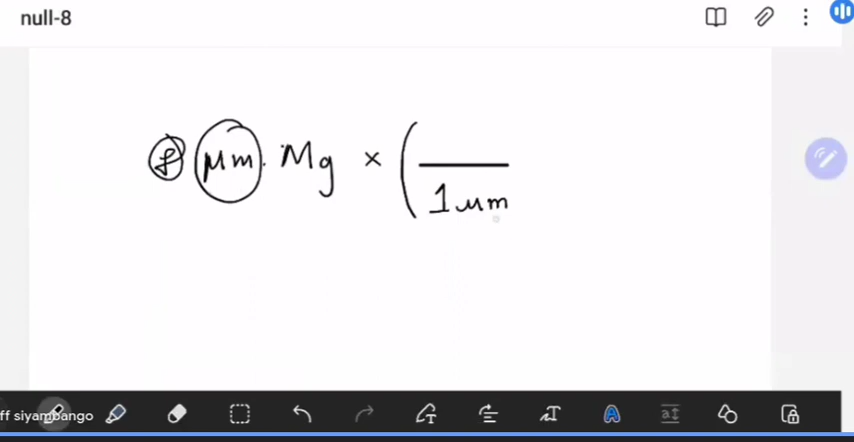 null-8
μm · Mg × (
1 μm
ff siyambango